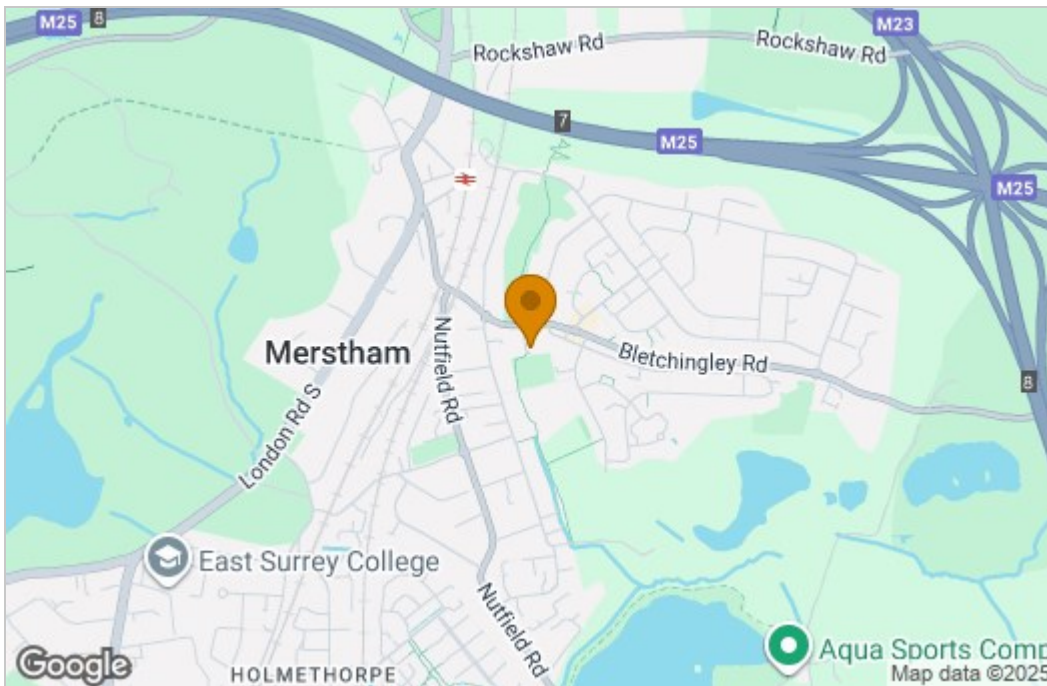 M25
8
M23
Rockshaw Rd
Rockshaw Rd
7
M25
M25
Merstham
Nutfield Rd
Bletchingley Rd
8
London Rd S
East Surrey College
Nutfield Rd
Aqua Sports Comp
HOLMETHORPE
Google
Map data ©2025